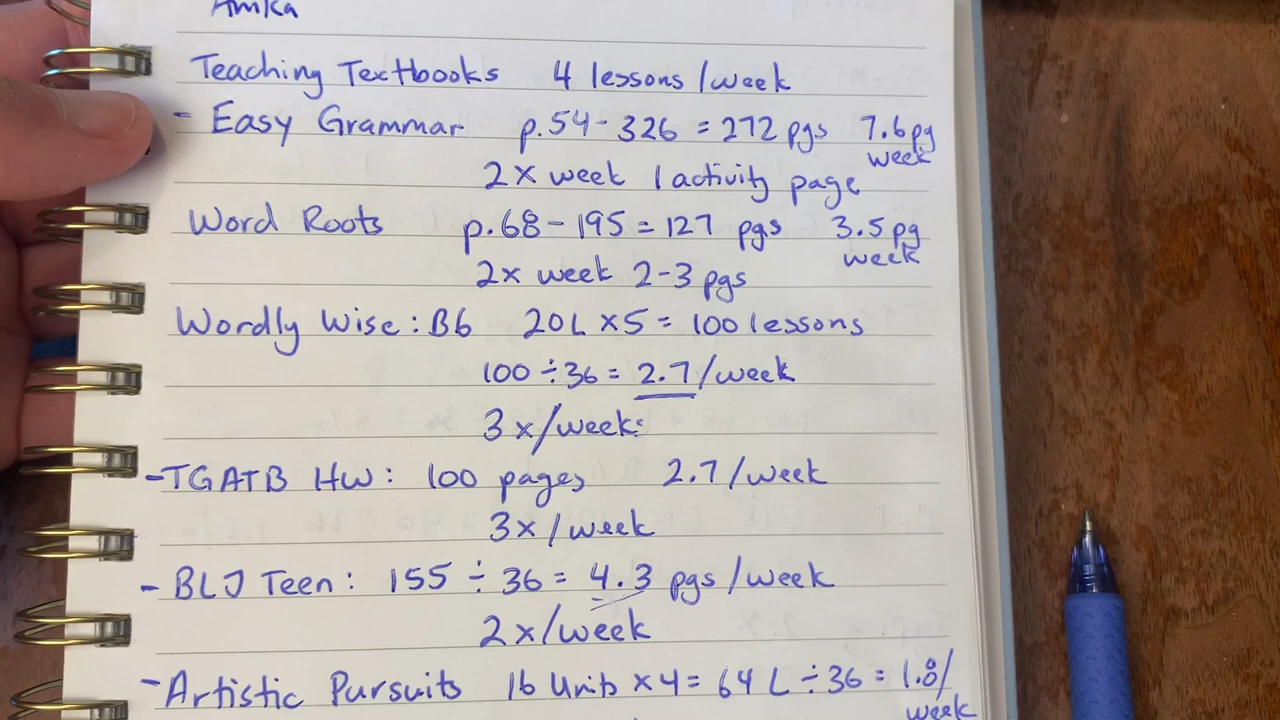 Amka
Teaching Textbooks 4 lessons/week
- Easy Grammar p.54-326 = 272 pgs 7.6pg
week
2x week 1 activity page
Word Roots p.68-195 = 127 pgs 3.5pg
week
2x week 2-3 pgs
Wordly Wise: B6 20L x5 = 100 lessons
100÷36 = 2.7/week
3x/week:
-TGATB HW: 100 pages 2.7/week
3x/week
- BLJ Teen: 155 ÷ 36 = 4.3 pgs/week
2x/week
- Artistic Pursuits 16 Units x4= 64 L ÷36 = 1.8/
week